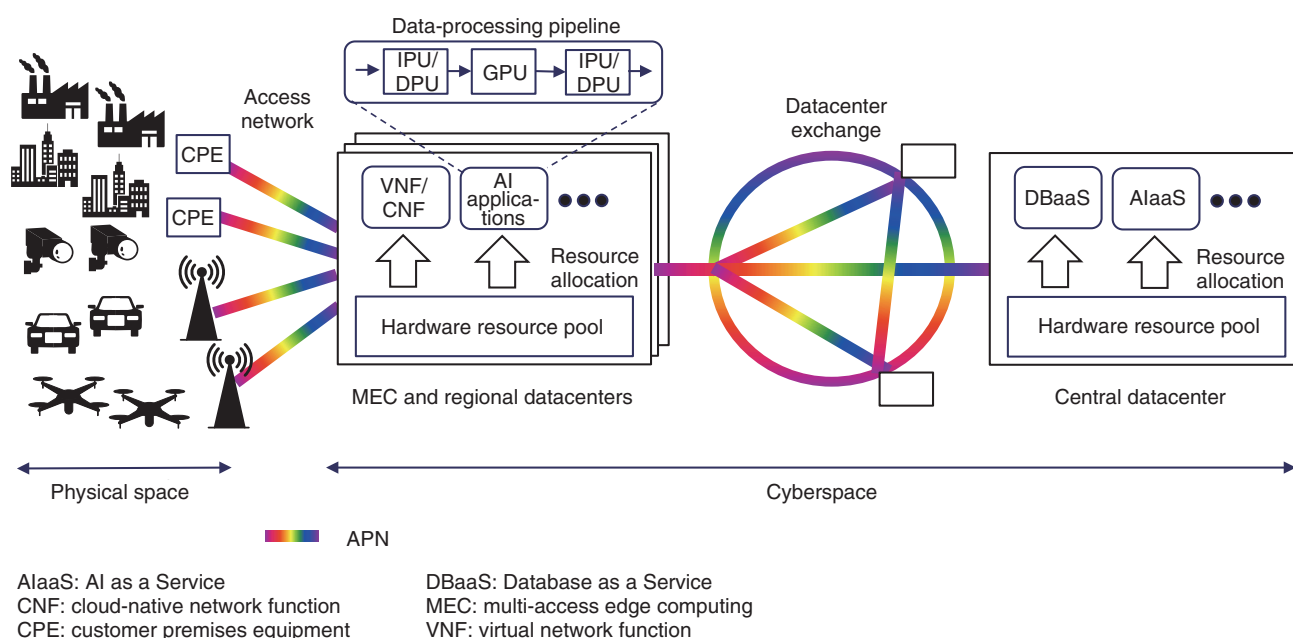 Data-processing pipeline
IPU/
DPU
GPU
IPU/
DPU
Access
network
Datacenter
exchange
CPE
CPE
VNF/
CNF
AI
applica-
tions
Resource
allocation
Hardware resource pool
MEC and regional datacenters
DBaaS
AIaaS
Resource
allocation
Hardware resource pool
Central datacenter
Physical space
Cyberspace
APN
AIaaS: AI as a Service
CNF: cloud-native network function
CPE: customer premises equipment
DBaaS: Database as a Service
MEC: multi-access edge computing
VNF: virtual network function